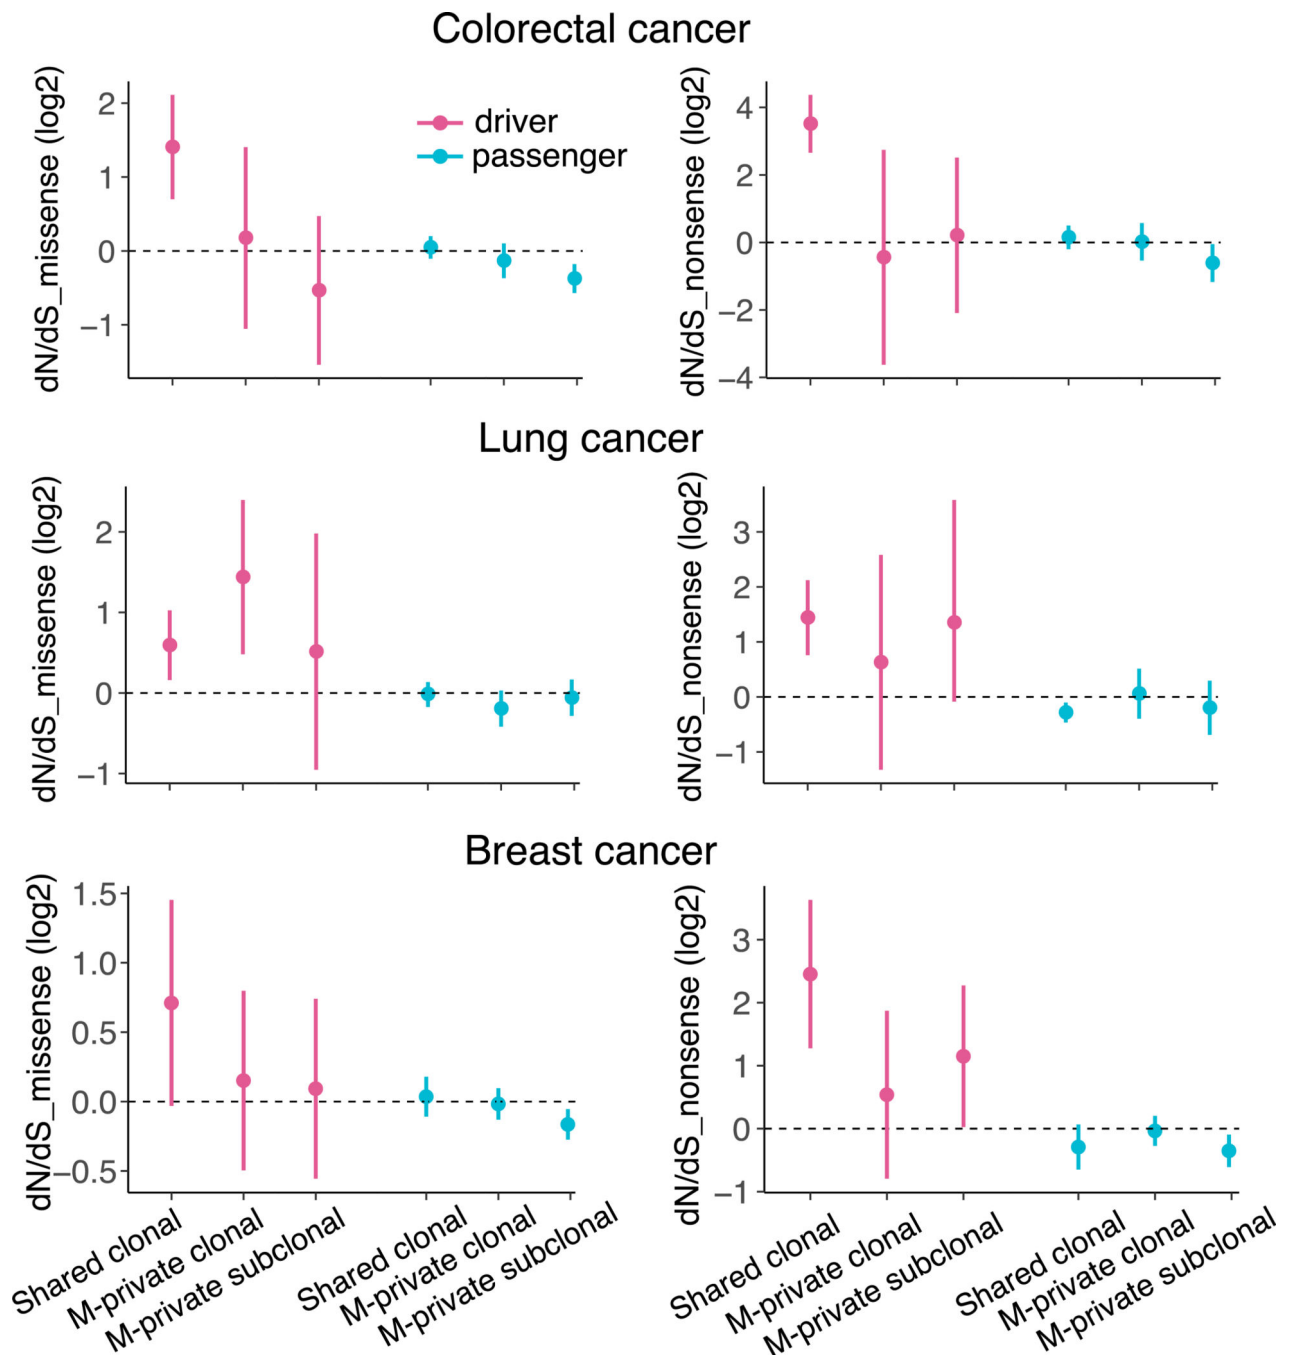 Colorectal cancer
dN/dS_missense (log2)
2
1
0
−1
driver
passenger
dN/dS_nonsense (log2)
4
2
0
−2
−4
Lung cancer
dN/dS_missense (log2)
2
1
0
−1
dN/dS_nonsense (log2)
3
2
1
0
−1
Breast cancer
dN/dS_missense (log2)
1.5
1.0
0.5
0.0
−0.5
dN/dS_nonsense (log2)
3
2
1
0
−1
Shared clonal
M-private clonal
M-private subclonal
Shared clonal
M-private clonal
M-private subclonal
Shared clonal
M-private clonal
M-private subclonal
Shared clonal
M-private clonal
M-private subclonal